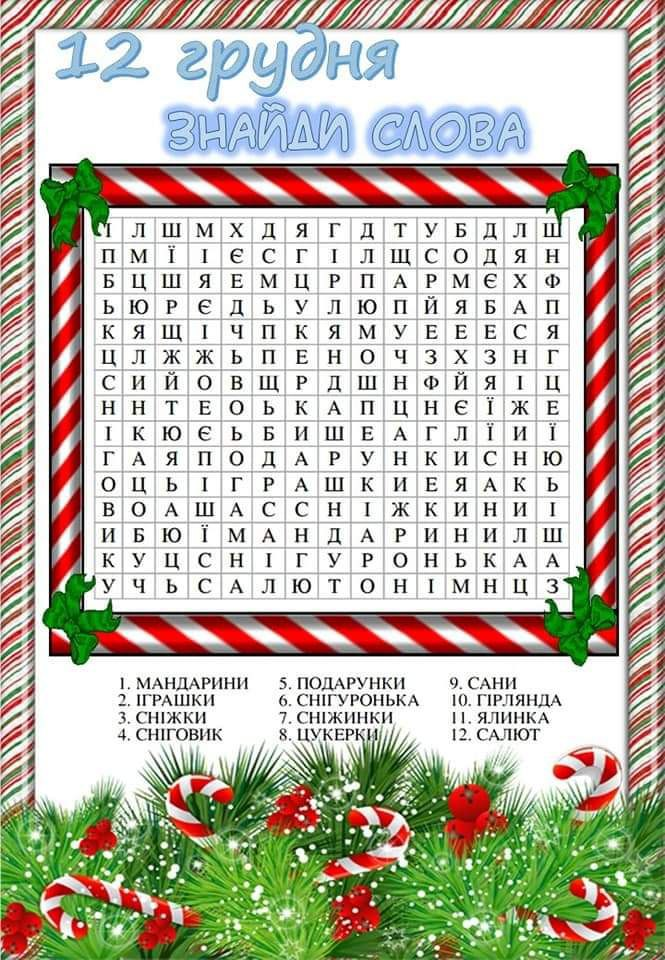 12 грудня
ЗНАЙДИ СЛОВА
І Л Ш М Х Д Я Г Д Т У Б Д Л Ш
П М Ї І Є С Г І Л Щ С О Д Я Н
Б Ц Ш Я Е М Ц Р П А Р М Є Х Ф
Ь Ю Р Є Д Ь У Л Ю П Й Я Б А П
К Я Щ І Ч П К Я М У Е Е Е С Я
Ц Л Ж Ж Ь П Е Н О Ч З Х З Н Г
С И Й О В Щ Р Д Ш Н Ф Й Я І Ц
Н Н Т Е О Ь К А П Ц Н Є Ї Ж Е
І К Ю Є Ь Б И Ш Е А Г Л Ї И Ї
Г А Я П О Д А Р У Н К И С Н Ю
О Ц Ь І Г Р А Ш К И Е Я А К Ь
В О А Ш А С С Н І Ж К И Н И І
И Б Ю Ї М А Н Д А Р И Н И Л Ш
К У Ц С Н І Г У Р О Н Ь К А А
У Ч Ь С А Л Ю Т О Н І М Н Ц З
1. МАНДАРИНИ 5. ПОДАРУНКИ 9. САНИ
2. ІГРАШКИ 6. СНІГУРОНЬКА 10. ГІРЛЯНДА
3. СНІЖКИ 7. СНІЖИНКИ 11. ЯЛИНКА
4. СНІГОВИК 8. ЦУКЕРКИ 12. САЛЮТ